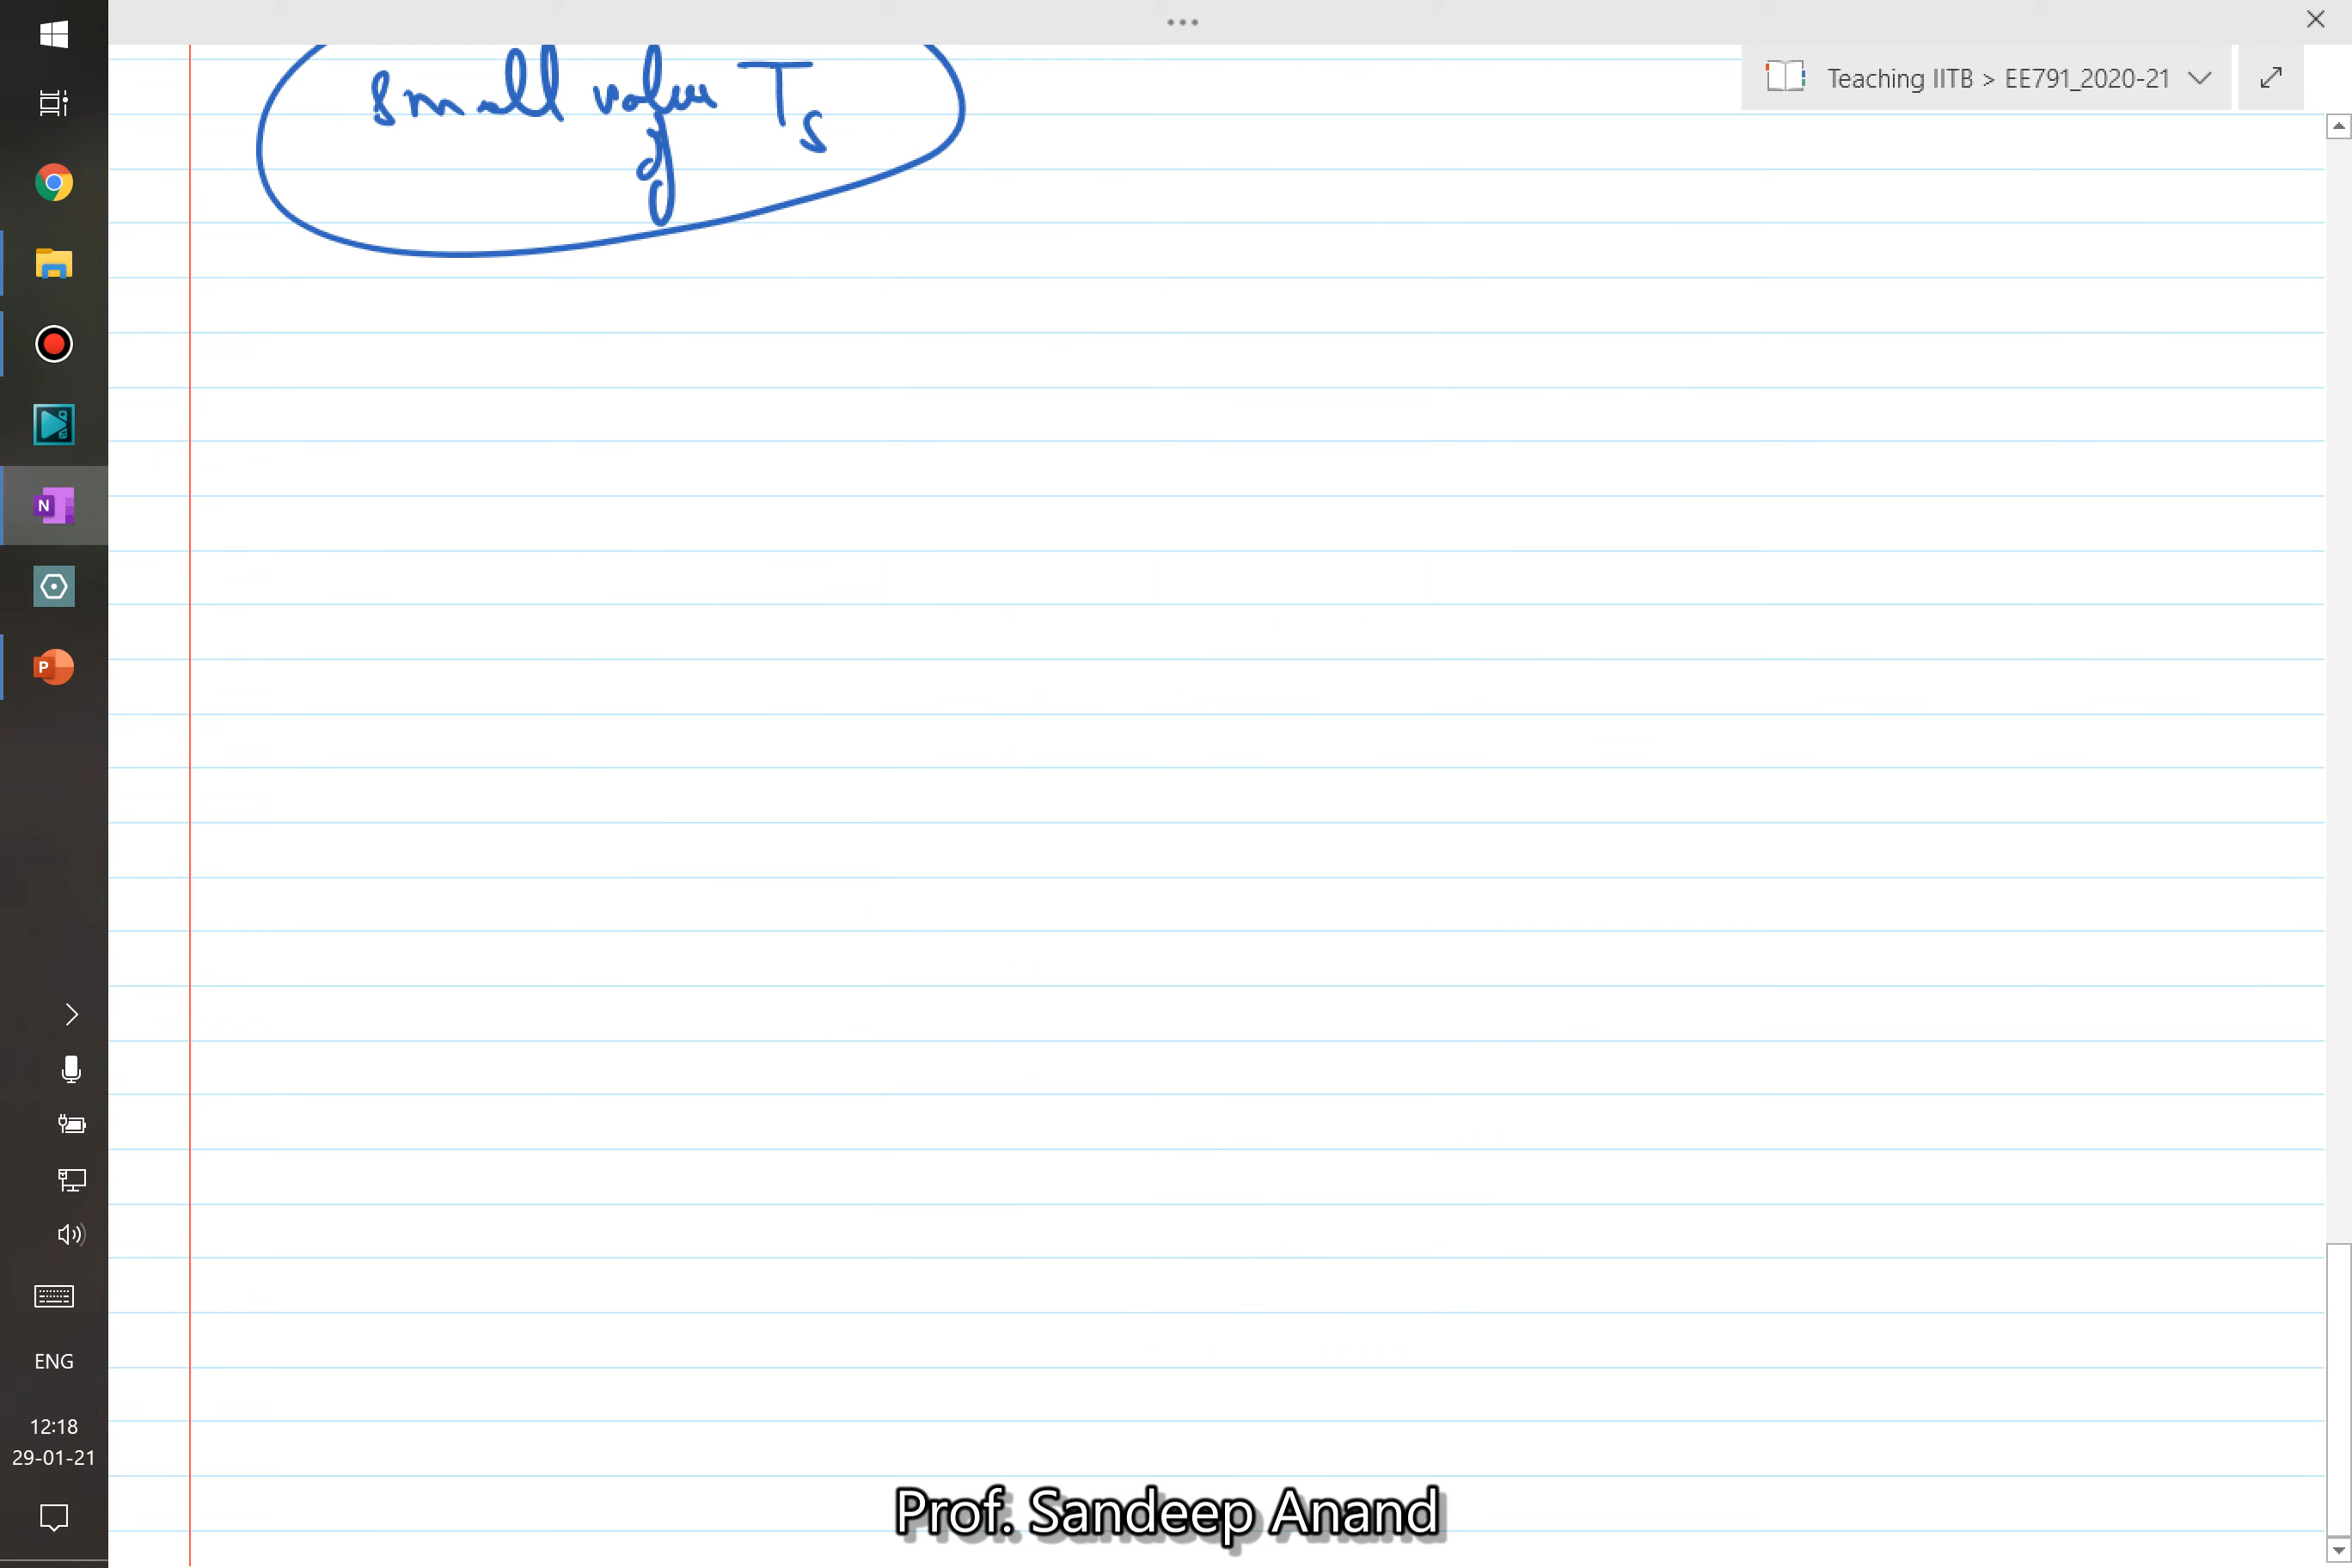 small value Ts
of
Teaching IITB > EE791_2020-21
N
P
ENG
12:18
29-01-21
Prof. Sandeep Anand